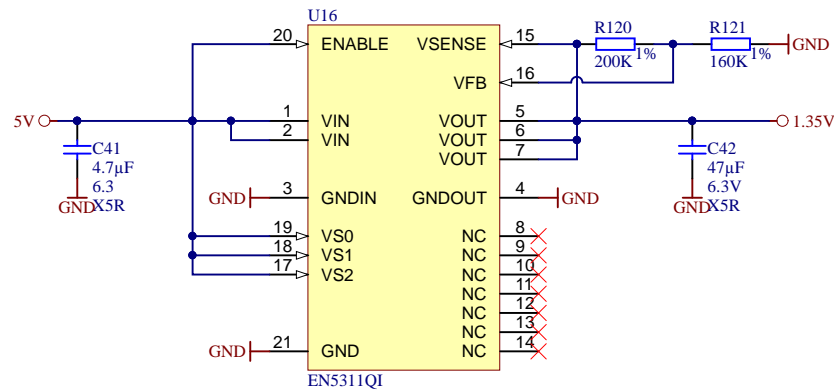 U16
20 ENABLE VSENSE 15
R120
200K 1%
R121
160K 1%
GND
VFB 16
5V
1 VIN VOUT 5
2 VIN VOUT 6
VOUT 7
1.35V
C41
4.7µF
6.3
X5R
GND
C42
47µF
6.3V
X5R
GND
GND 3 GNDIN GNDOUT 4 GND
19 VS0 NC 8
18 VS1 NC 9
17 VS2 NC 10
NC 11
NC 12
NC 13
GND 21 GND NC 14
EN5311QI